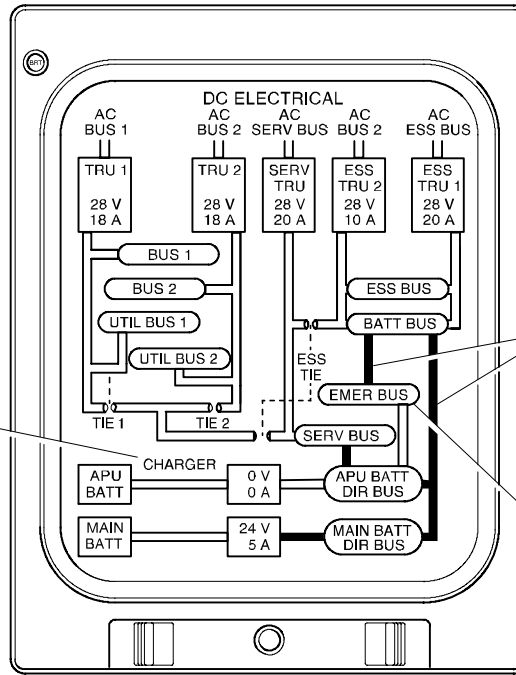 BRT
DC ELECTRICAL
AC BUS 1
AC BUS 2
AC SERV BUS
AC BUS 2
AC ESS BUS
TRU 1
28 V
18 A
TRU 2
28 V
18 A
SERV TRU
28 V
20 A
ESS TRU 2
28 V
10 A
ESS TRU 1
28 V
20 A
BUS 1
BUS 2
ESS BUS
UTIL BUS 1
BATT BUS
UTIL BUS 2
ESS TIE
EMER BUS
TIE 1
TIE 2
SERV BUS
CHARGER
APU BATT
0 V
0 A
APU BATT DIR BUS
MAIN BATT
24 V
5 A
MAIN BATT DIR BUS